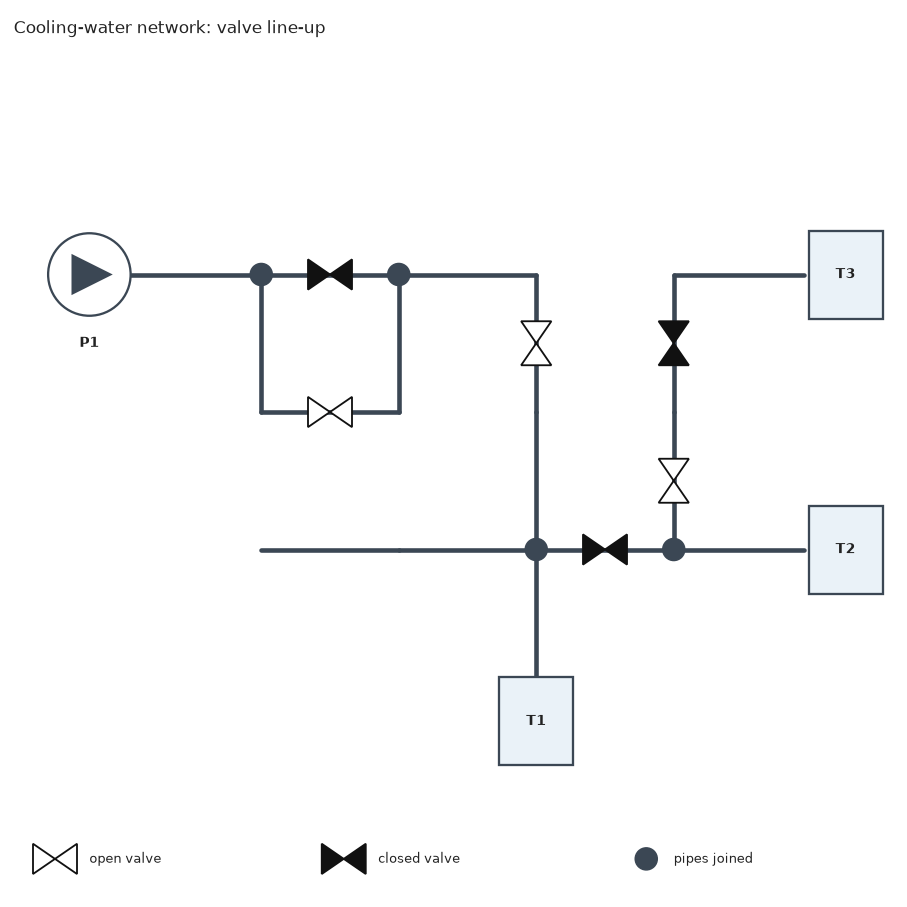 Cooling-water network: valve line-up
T3
P1
T2
T1
open valve
closed valve
pipes joined